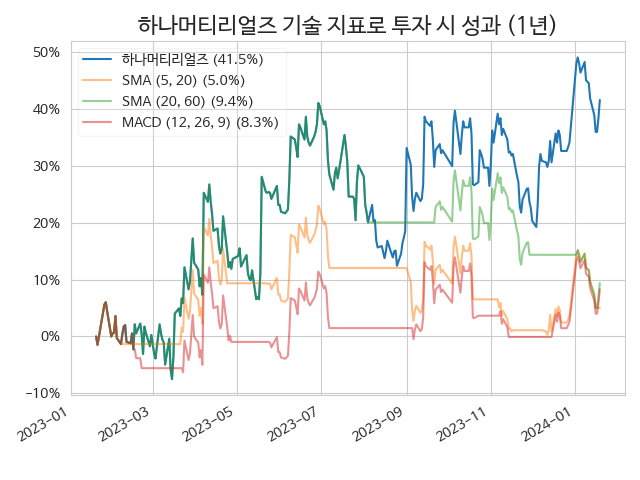 하나머티리얼즈 기술 지표로 투자 시 성과 (1년)
50%
40%
30%
20%
10%
0%
−10%
하나머티리얼즈 (41.5%)
SMA (5, 20) (5.0%)
SMA (20, 60) (9.4%)
MACD (12, 26, 9) (8.3%)
2023-01
2023-03
2023-05
2023-07
2023-09
2023-11
2024-01